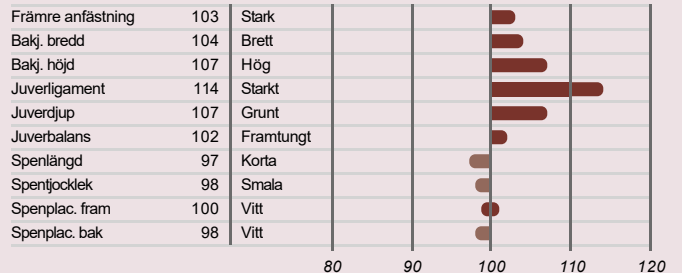 Främre anfästning 103 Stark
Bakj. bredd 104 Brett
Bakj. höjd 107 Hög
Juverligament 114 Starkt
Juverdjup 107 Grunt
Juverbalans 102 Framtungt
Spenlängd 97 Korta
Spentjocklek 98 Smala
Spenplac. fram 100 Vitt
Spenplac. bak 98 Vitt
80 90 100 110 120